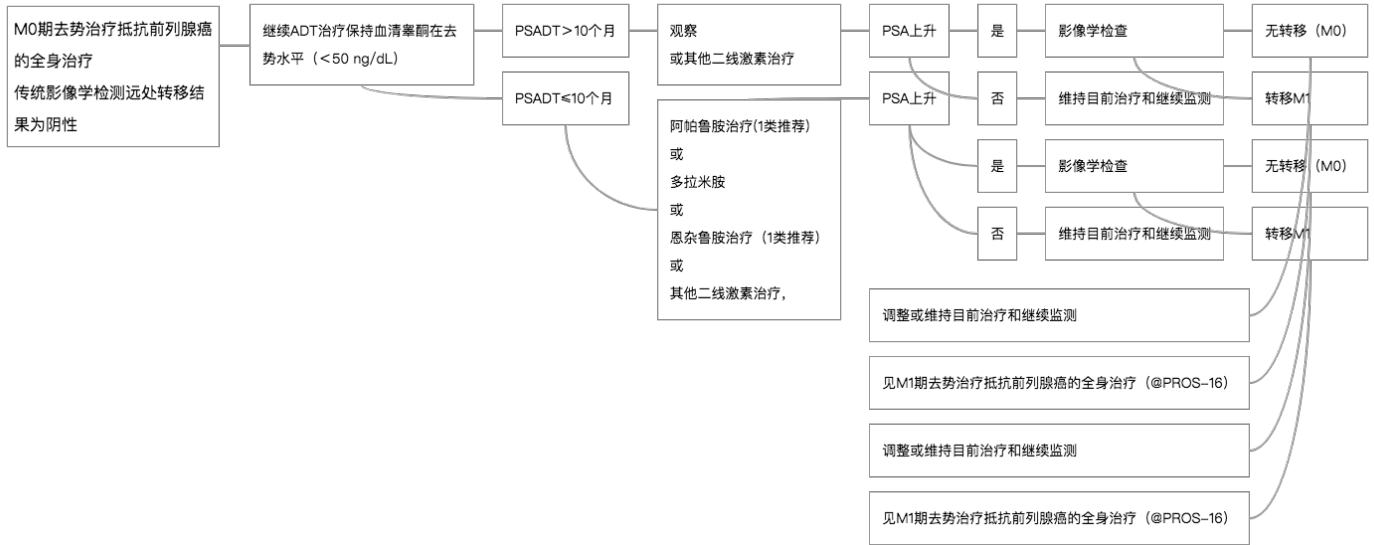 M0期去势治疗抵抗前列腺癌
的全身治疗
传统影像学检测远处转移结
果为阴性
继续ADT治疗保持血清睾酮在去
势水平（＜50 ng/dL）
PSADT＞10个月
观察
或其他二线激素治疗
PSA上升
是
影像学检查
无转移（M0）
否
维持目前治疗和继续监测
转移M1
PSADT≤10个月
阿帕鲁胺治疗(1类推荐)
或
多拉米胺
或
恩杂鲁胺治疗（1类推荐）
或
其他二线激素治疗，
PSA上升
是
影像学检查
无转移（M0）
否
维持目前治疗和继续监测
转移M1
调整或维持目前治疗和继续监测
见M1期去势治疗抵抗前列腺癌的全身治疗（@PROS-16）
调整或维持目前治疗和继续监测
见M1期去势治疗抵抗前列腺癌的全身治疗（@PROS-16）